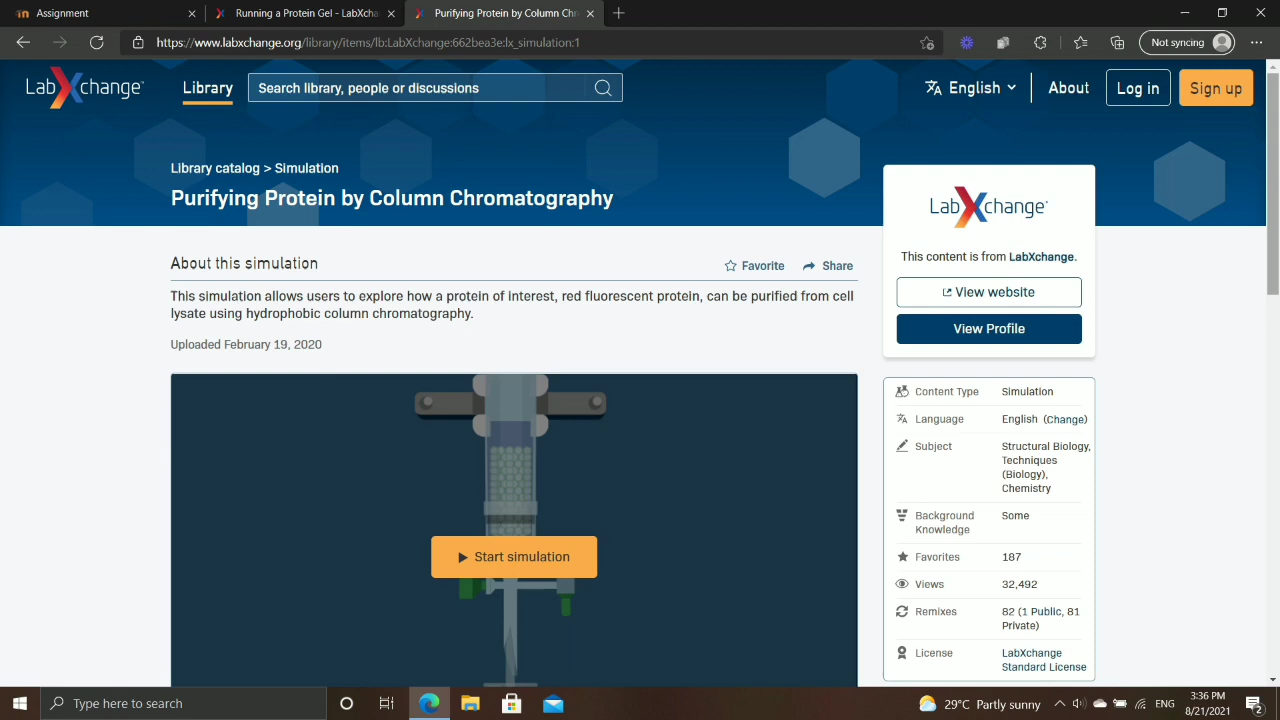 Assignment
Running a Protein Gel - LabXcha
Purifying Protein by Column Chr
https://www.labxchange.org/library/items/lb:LabXchange:662bea3e:lx_simulation:1
Not syncing
LabXchange
Library
Search library, people or discussions
English
About
Log in
Sign up
Library catalog > Simulation
Purifying Protein by Column Chromatography
LabXchange
This content is from LabXchange.
View website
View Profile
About this simulation
Favorite
Share
This simulation allows users to explore how a protein of interest, red fluorescent protein, can be purified from cell
lysate using hydrophobic column chromatography.
Uploaded February 19, 2020
Start simulation
Content Type Simulation
Language English (Change)
Subject Structural Biology,
Techniques
(Biology),
Chemistry
Background Some
Knowledge
Favorites 187
Views 32,492
Remixes 82 (1 Public, 81
Private)
License LabXchange
Standard License
Type here to search
29°C Partly sunny
ENG
3:36 PM
8/21/2021
2